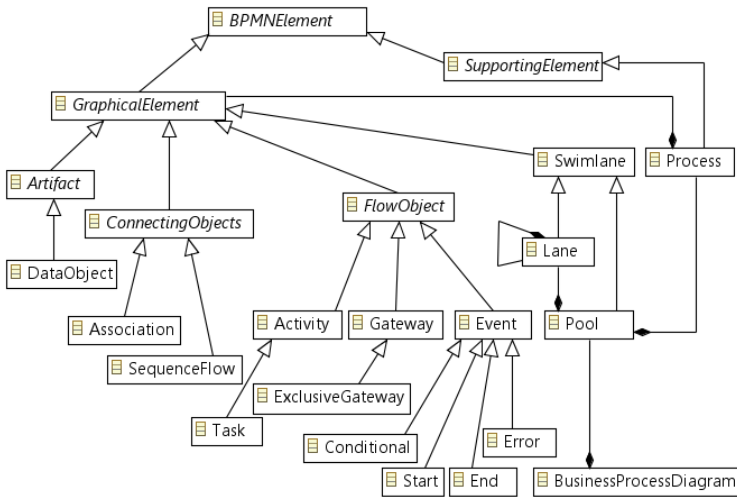 BPMNElement
SupportingElement
GraphicalElement
Swimlane
Process
Artifact
ConnectingObjects
FlowObject
Lane
DataObject
Association
Activity
Gateway
Event
Pool
SequenceFlow
ExclusiveGateway
Task
Conditional
Error
Start
End
BusinessProcessDiagram